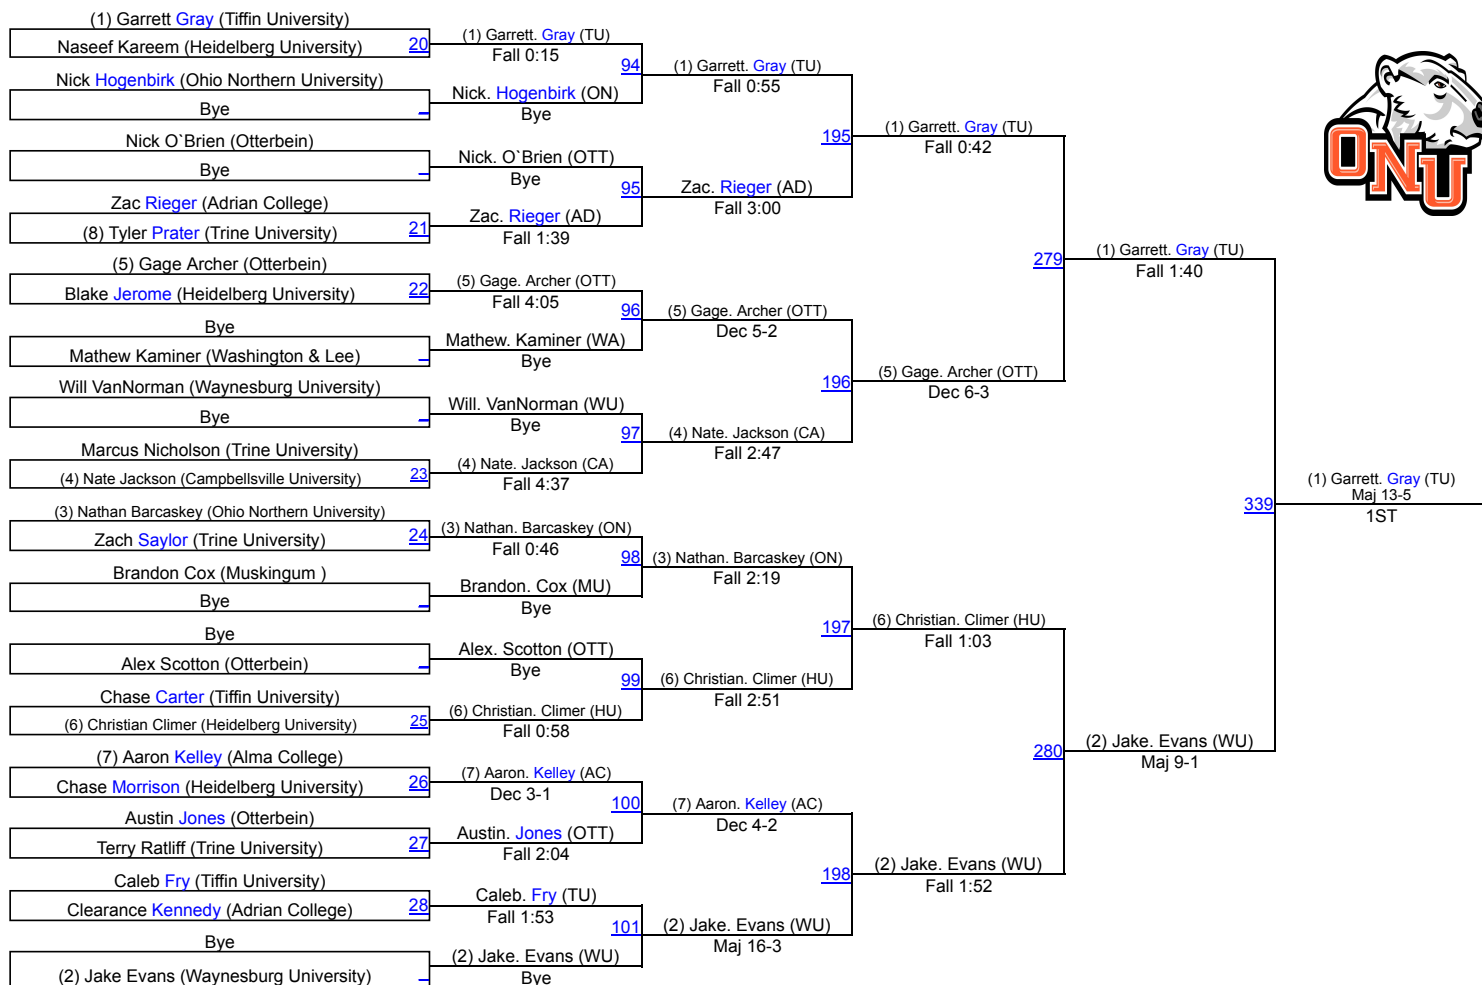 (1) Garrett Gray (Tiffin University)
Naseef Kareem (Heidelberg University) 20
Nick Hogenbirk (Ohio Northern University)
Bye
Nick O`Brien (Otterbein)
Bye
Zac Rieger (Adrian College)
(8) Tyler Prater (Trine University) 21
(5) Gage Archer (Otterbein)
Blake Jerome (Heidelberg University) 22
Bye
Mathew Kaminer (Washington & Lee)
Will VanNorman (Waynesburg University)
Bye
Marcus Nicholson (Trine University)
(4) Nate Jackson (Campbellsville University) 23
(3) Nathan Barcaskey (Ohio Northern University)
Zach Saylor (Trine University) 24
Brandon Cox (Muskingum )
Bye
Bye
Alex Scotton (Otterbein)
Chase Carter (Tiffin University)
(6) Christian Climer (Heidelberg University) 25
(7) Aaron Kelley (Alma College)
Chase Morrison (Heidelberg University) 26
Austin Jones (Otterbein)
Terry Ratliff (Trine University) 27
Caleb Fry (Tiffin University)
Clearance Kennedy (Adrian College) 28
Bye
(2) Jake Evans (Waynesburg University)
(1) Garrett. Gray (TU)
Fall 0:15
94
Nick. Hogenbirk (ON)
Bye
Nick. O`Brien (OTT)
Bye
95
Zac. Rieger (AD)
Fall 1:39
(5) Gage. Archer (OTT)
Fall 4:05
96
Mathew. Kaminer (WA)
Bye
Will. VanNorman (WU)
Bye
97
(4) Nate. Jackson (CA)
Fall 4:37
(3) Nathan. Barcaskey (ON)
Fall 0:46
98
Brandon. Cox (MU)
Bye
Alex. Scotton (OTT)
Bye
99
(6) Christian. Climer (HU)
Fall 0:58
(7) Aaron. Kelley (AC)
Dec 3-1
100
Austin. Jones (OTT)
Fall 2:04
Caleb. Fry (TU)
Fall 1:53
101
(2) Jake. Evans (WU)
Bye
(1) Garrett. Gray (TU)
Fall 0:55
195
Zac. Rieger (AD)
Fall 3:00
(5) Gage. Archer (OTT)
Dec 5-2
196
(4) Nate. Jackson (CA)
Fall 2:47
(3) Nathan. Barcaskey (ON)
Fall 2:19
197
(6) Christian. Climer (HU)
Fall 2:51
(7) Aaron. Kelley (AC)
Dec 4-2
198
(2) Jake. Evans (WU)
Maj 16-3
(1) Garrett. Gray (TU)
Fall 0:42
279
(5) Gage. Archer (OTT)
Dec 6-3
(6) Christian. Climer (HU)
Fall 1:03
280
(2) Jake. Evans (WU)
Fall 1:52
(1) Garrett. Gray (TU)
Fall 1:40
339
(2) Jake. Evans (WU)
Maj 9-1
(1) Garrett. Gray (TU)
Maj 13-5
1ST
ONU